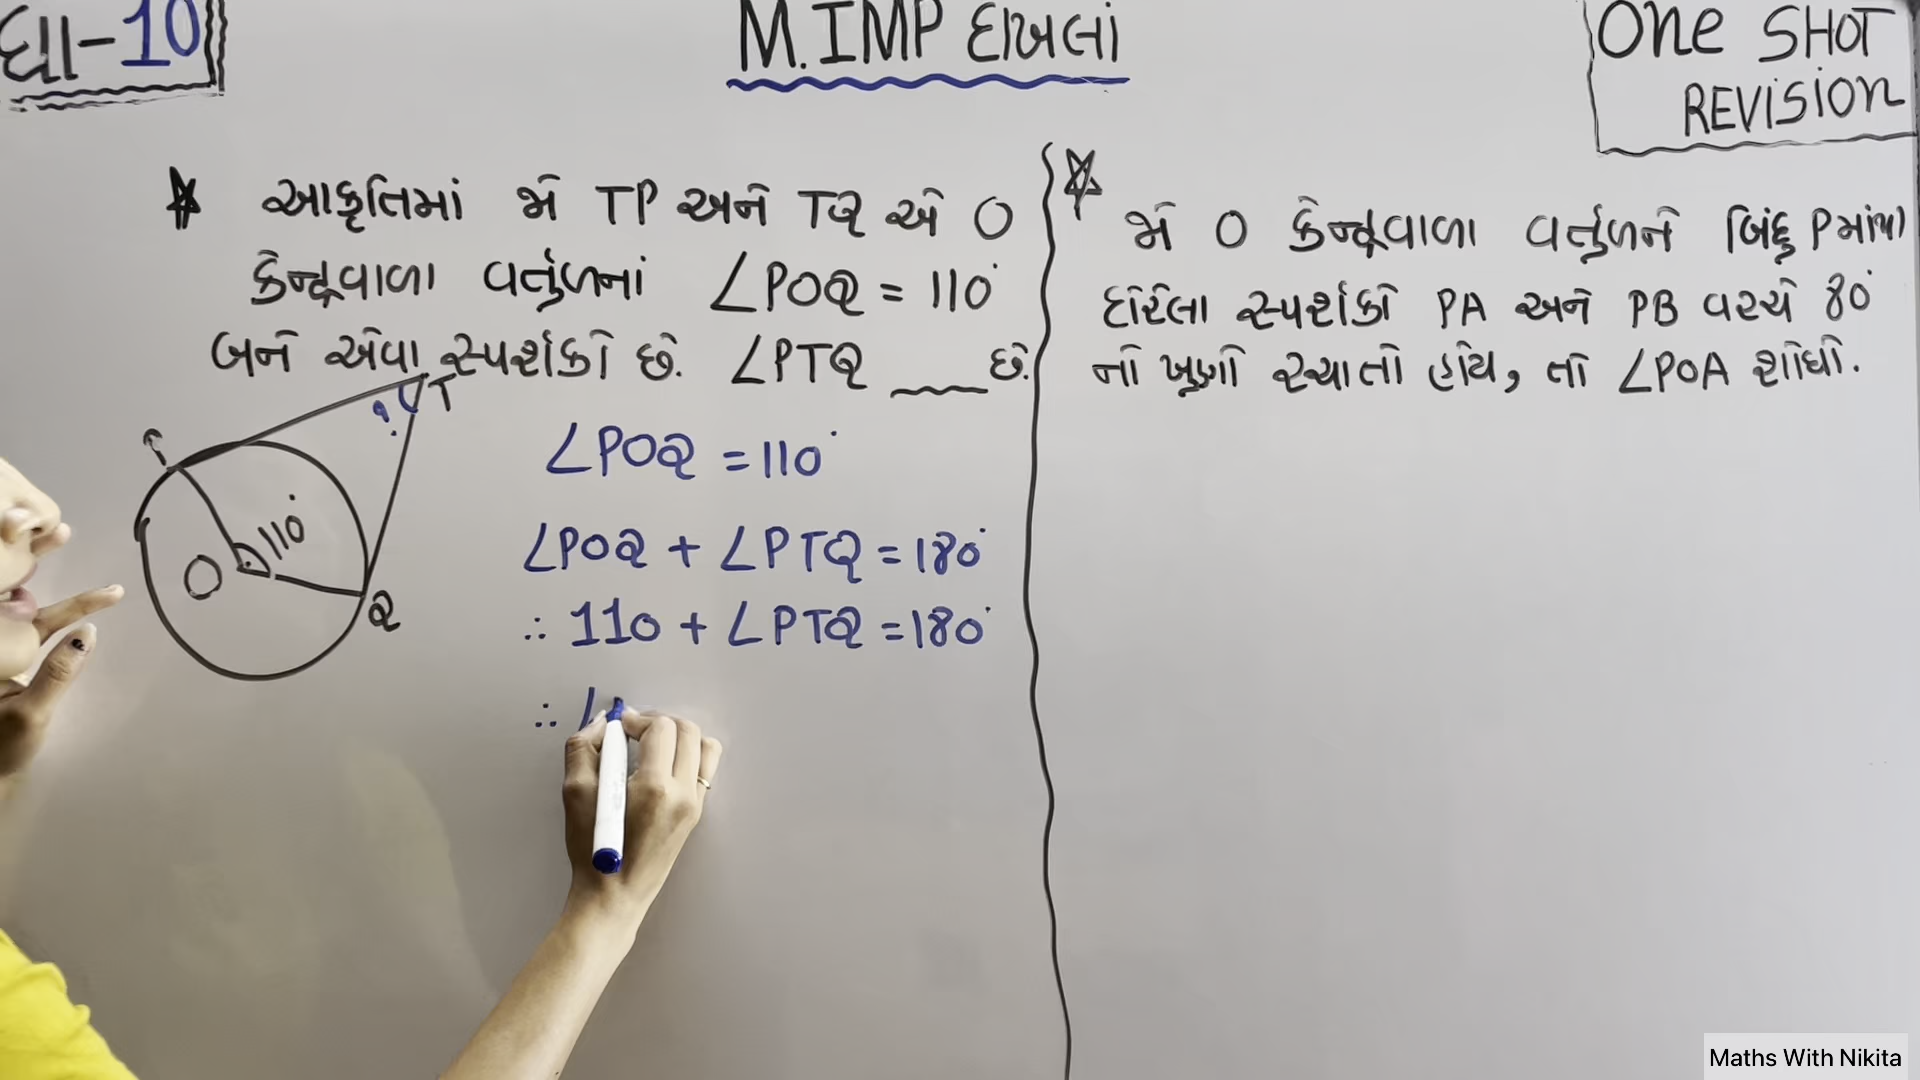 ધો-10
M.IMP દાખલા
One SHOT
REVISION
આકૃતિમાં જો TP અને TQ એ O
કેન્દ્રવાળા વર્તુળનાં ∠POQ = 110°
બને એવા સ્પર્શકો છે. ∠PTQ ____ છે.
T
?
P
110°
O
Q
∠POQ = 110°
∠POQ + ∠PTQ = 180°
∴ 110 + ∠PTQ = 180°
∴ ∠
જો O કેન્દ્રવાળા વર્તુળને બિંદુ P માંથી
દોરેલા સ્પર્શકો PA અને PB વચ્ચે 80°
નો ખુણો રચાતો હોય, તો ∠POA શોધો.
Maths With Nikita